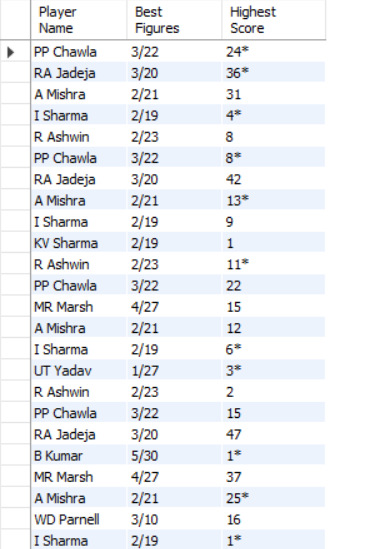 Player Name Best Figures Highest Score
PP Chawla 3/22 24*
RA Jadeja 3/20 36*
A Mishra 2/21 31
I Sharma 2/19 4*
R Ashwin 2/23 8
PP Chawla 3/22 8*
RA Jadeja 3/20 42
A Mishra 2/21 13*
I Sharma 2/19 9
KV Sharma 2/19 1
R Ashwin 2/23 11*
PP Chawla 3/22 22
MR Marsh 4/27 15
A Mishra 2/21 12
I Sharma 2/19 6*
UT Yadav 1/27 3*
R Ashwin 2/23 2
PP Chawla 3/22 15
RA Jadeja 3/20 47
B Kumar 5/30 1*
MR Marsh 4/27 37
A Mishra 2/21 25*
WD Parnell 3/10 16
I Sharma 2/19 1*